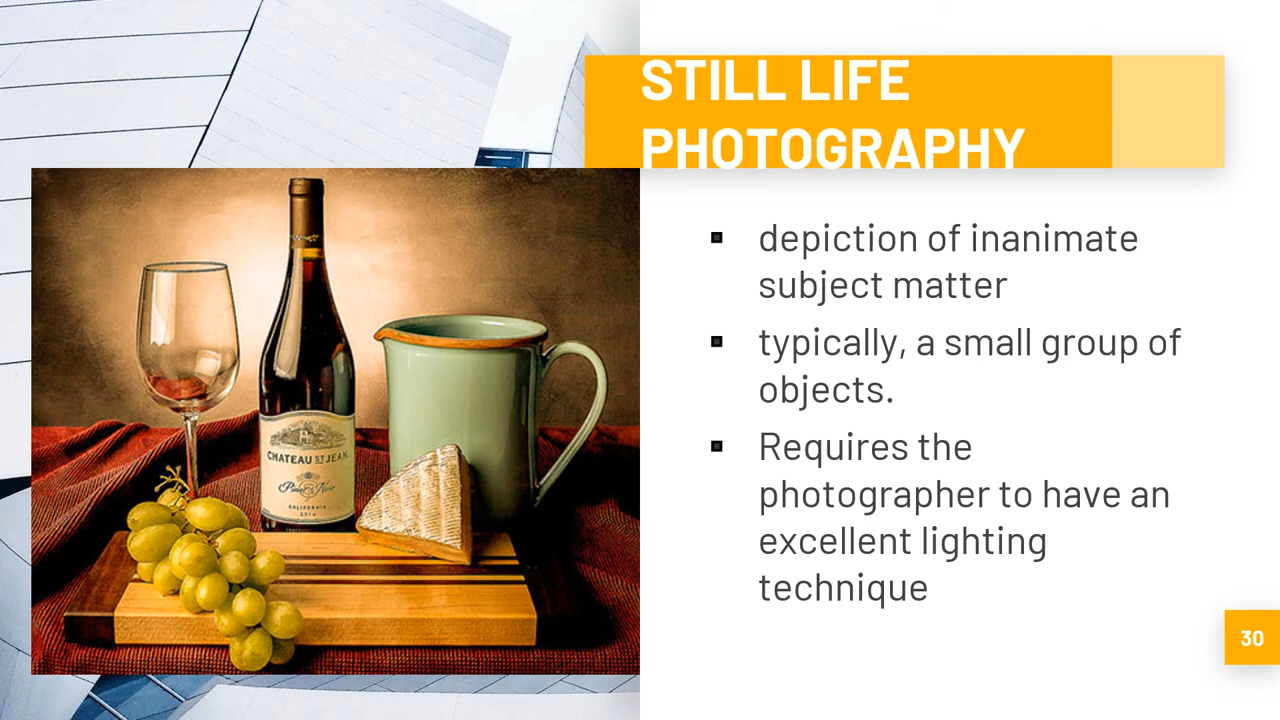 STILL LIFE
PHOTOGRAPHY
depiction of inanimate
subject matter
typically, a small group of
objects.
Requires the
photographer to have an
excellent lighting
technique
CHATEAU ST JEAN
Pinot Noir
CALIFORNIA
30